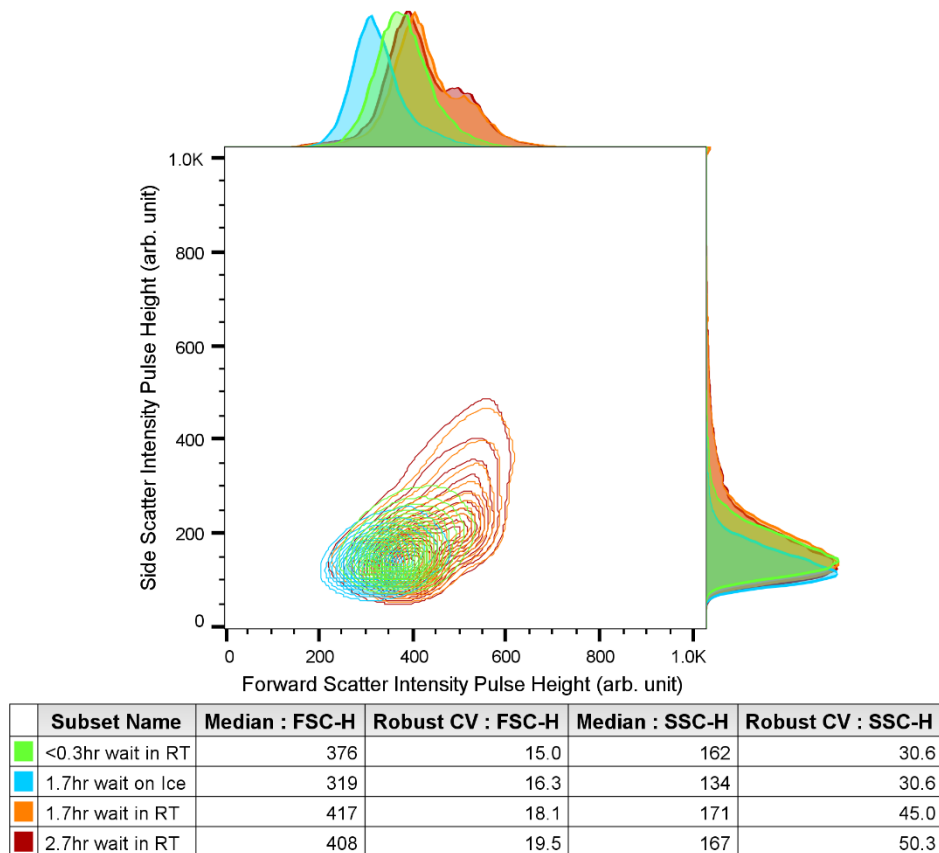 1.0K
800
600
400
200
0
Side Scatter Intensity Pulse Height (arb. unit)
0 200 400 600 800 1.0K
Forward Scatter Intensity Pulse Height (arb. unit)
Subset Name Median : FSC-H Robust CV : FSC-H Median : SSC-H Robust CV : SSC-H
<0.3hr wait in RT 376 15.0 162 30.6
1.7hr wait on Ice 319 16.3 134 30.6
1.7hr wait in RT 417 18.1 171 45.0
2.7hr wait in RT 408 19.5 167 50.3